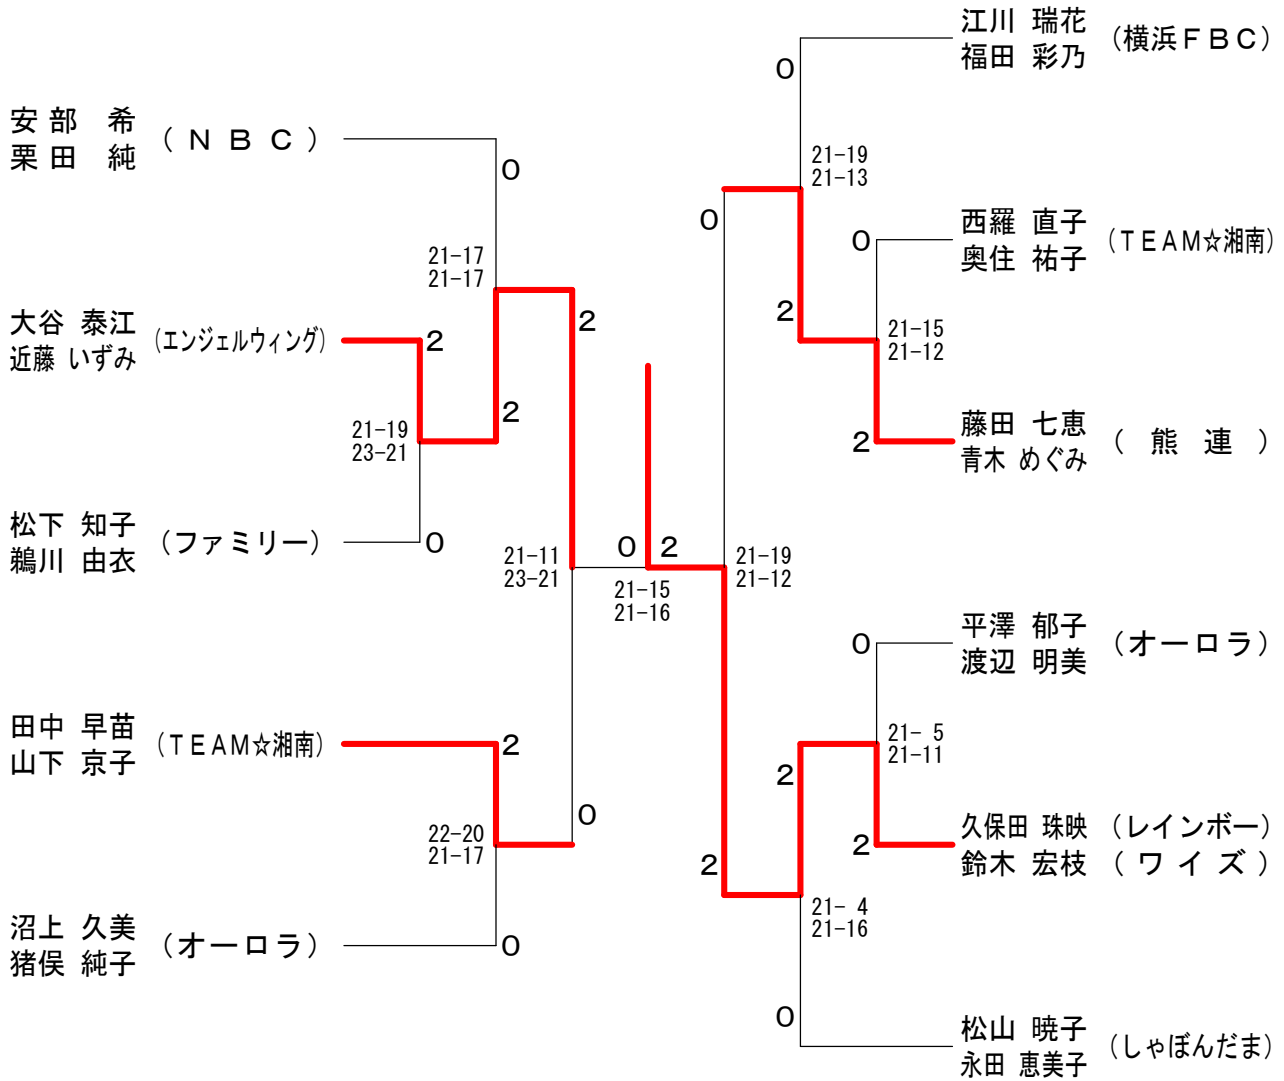 安部 希
栗田 純
(ＮＢＣ)
0
21-17
21-17
大谷 泰江
近藤 いずみ
(エンジェルウィング)
2
2
2
21-19
23-21
松下 知子
鵜川 由衣
(ファミリー)
0
21-11
23-21
田中 早苗
山下 京子
(ＴＥＡＭ☆湘南)
2
0
22-20
21-17
沼上 久美
猪俣 純子
(オーロラ)
0
0
2
21-15
21-16
江川 瑞花
福田 彩乃
(横浜ＦＢＣ)
0
21-19
21-13
0
西羅 直子
奥住 祐子
(ＴＥＡＭ☆湘南)
0
2
21-15
21-12
藤田 七恵
青木 めぐみ
(熊連)
2
21-19
21-12
平澤 郁子
渡辺 明美
(オーロラ)
0
21- 5
21-11
2
久保田 珠映
鈴木 宏枝
(レインボー)
(ワイズ)
2
2
21- 4
21-16
松山 暁子
永田 恵美子
(しゃぼんだま)
0